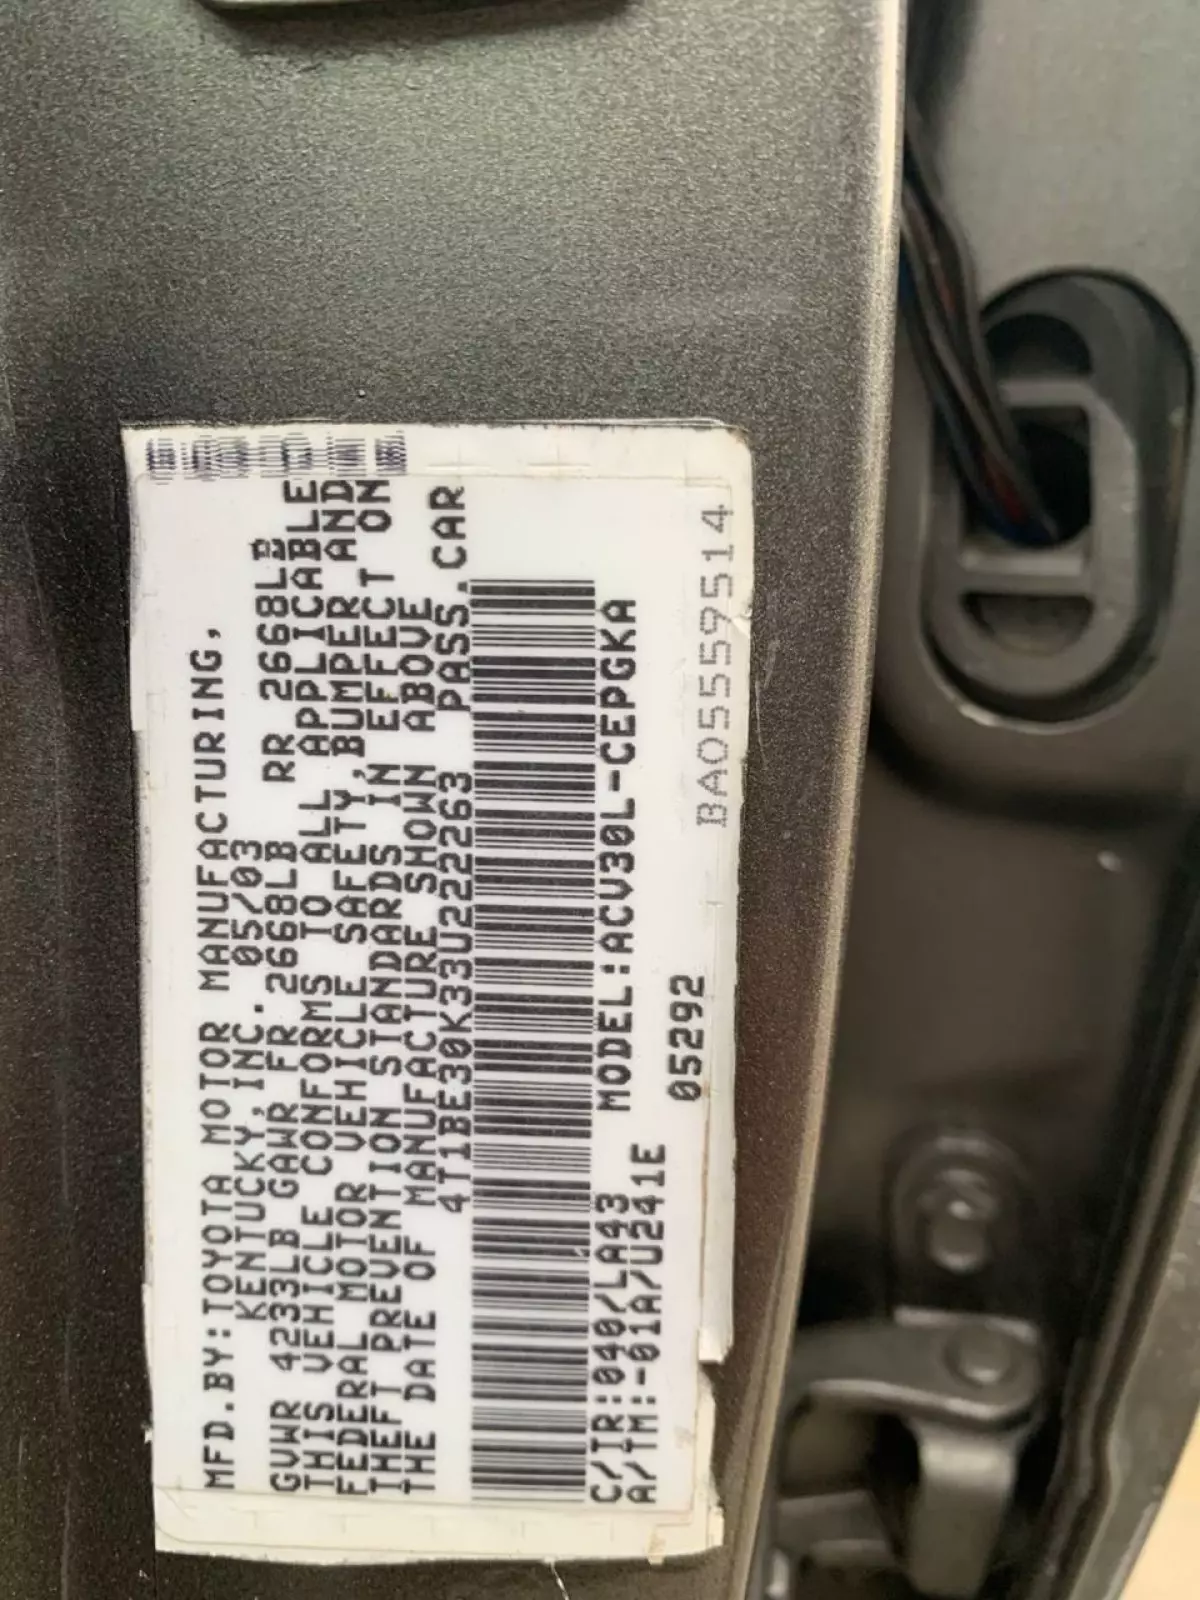 MFD.BY:TOYOTA MOTOR MANUFACTURING,
KENTUCKY,INC. 05/03
GVWR 4233LB GAWR FR 2668LB RR 2668LB
THIS VEHICLE CONFORMS TO ALL APPLICABLE
FEDERAL MOTOR VEHICLE SAFETY,BUMPER AND
THEFT PREVENTION STANDARDS IN EFFECT ON
THE DATE OF MANUFACTURE SHOWN ABOVE
4T1BE30K33U222263 PASS.CAR
MODEL:ACV30L-CEPGKA
C/TR:040/LA43
A/TM:-01A/U241E
05292
BA0559514